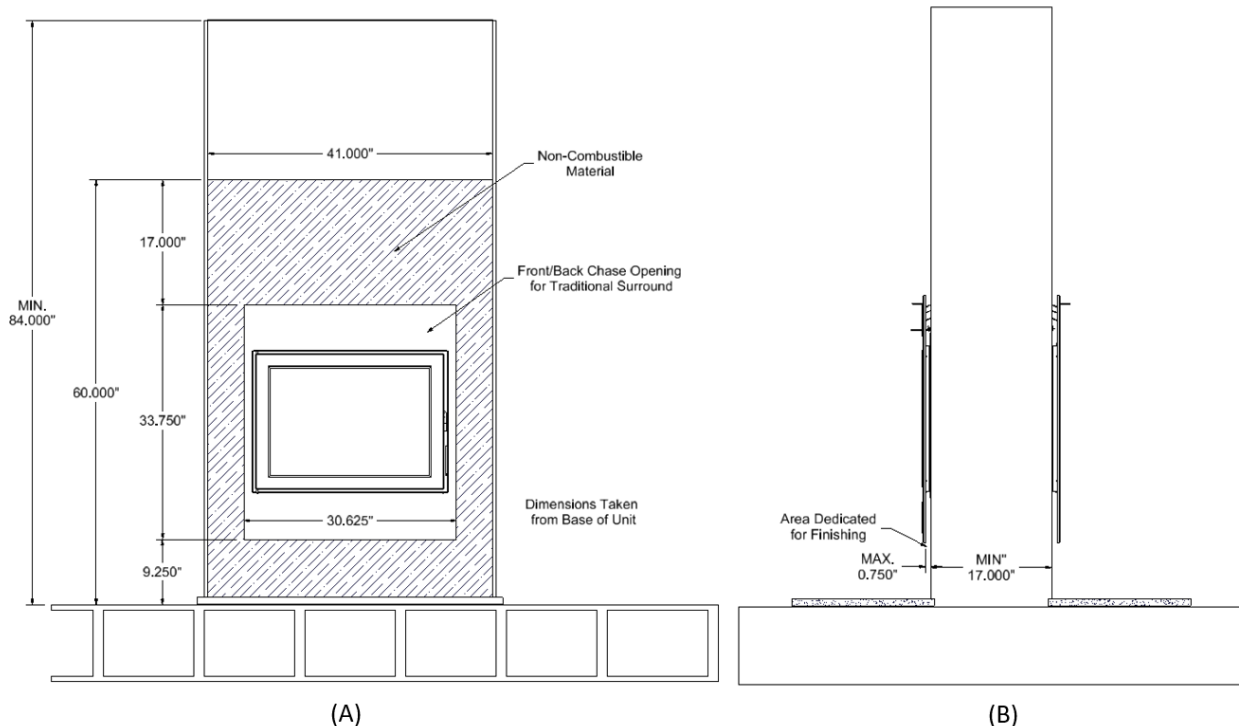 41.000"
Non-Combustible
Material
17.000"
Front/Back Chase Opening
for Traditional Surround
MIN.
84.000"
60.000"
33.750"
30.625"
Dimensions Taken
from Base of Unit
9.250"
(A)
Area Dedicated
for Finishing
MAX.
0.750"
MIN"
17.000"
(B)